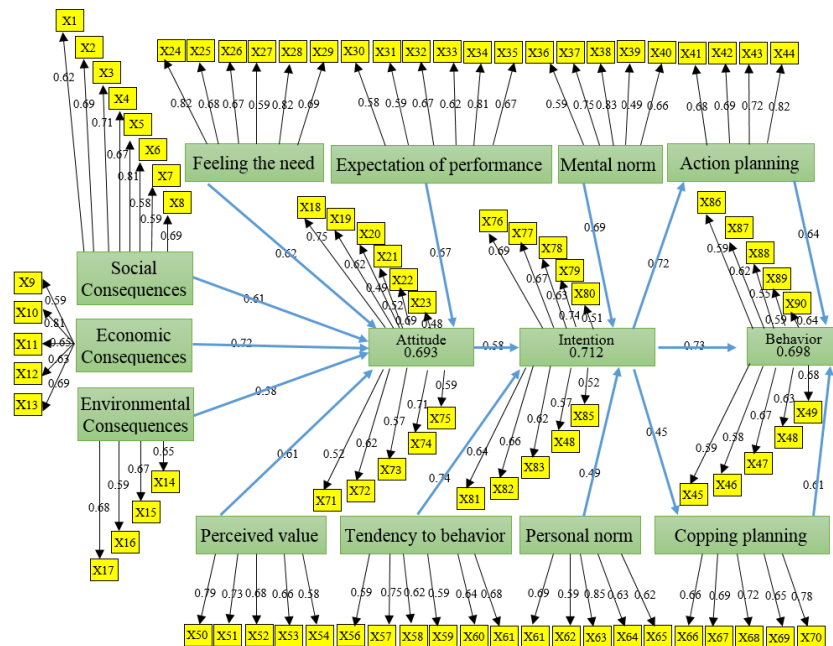 X1
X2
X3
X4
X5
X6
X7
X8
0.62
0.69
0.71
0.67
0.81
0.58
0.59
0.69
X24 X25 X26 X27 X28 X29 X30 X31 X32 X33 X34 X35 X36 X37 X38 X39 X40 X41 X42 X43 X44
0.82 0.68 0.67 0.59 0.82 0.69 0.58 0.59 0.67 0.62 0.81 0.67 0.59 0.75 0.83 0.49 0.66 0.68 0.69 0.72 0.82
Feeling the need
Expectation of performance
Mental norm
Action planning
X18
X19
X20
X21
X22
X23
0.75
0.62
0.49
0.52
0.69
0.48
X76
X77
X78
X79
X80
0.69
0.67
0.63
0.74
0.51
X86
X87
X88
X89
X90
0.59
0.62
0.55
0.59
0.64
0.62
0.67
0.69
0.72
0.64
Social
Consequences
0.61
X9
X10
X11
X12
X13
0.59
0.81
0.63
0.69
Economic
Consequences
0.72
Attitude
0.693
0.58
Intention
0.712
0.73
Behavior
0.698
Environmental
Consequences
0.58
0.65
0.67
0.59
0.68
X14
X15
X16
X17
0.61
0.52
0.62
0.57
0.71
0.59
X71
X72
X73
X74
X75
0.74
0.64
0.66
0.62
0.57
0.52
X81
X82
X83
X48
X85
0.49
0.45
0.59
0.58
0.67
0.63
0.68
X45
X46
X47
X48
X49
0.61
Perceived value
Tendency to behavior
Personal norm
Copping planning
0.79 0.73 0.68 0.66 0.58 0.59 0.75 0.62 0.59 0.64 0.68 0.69 0.59 0.85 0.63 0.62 0.66 0.69 0.72 0.65 0.78
X50 X51 X52 X53 X54 X56 X57 X58 X59 X60 X61 X61 X62 X63 X64 X65 X66 X67 X68 X69 X70